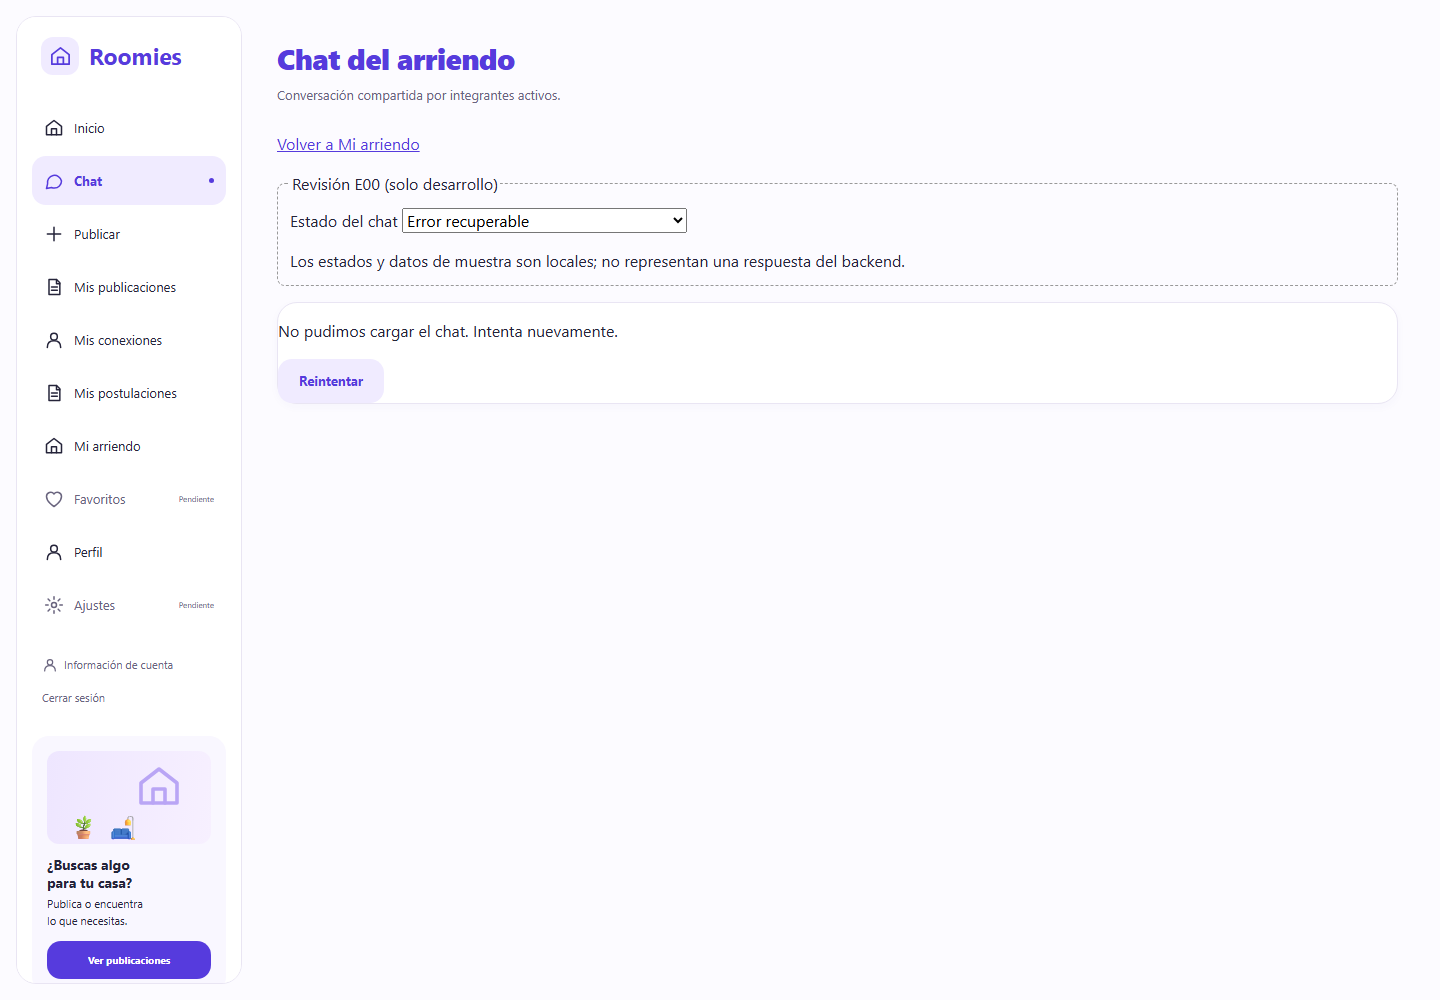 Roomies
Inicio
Chat
Publicar
Mis publicaciones
Mis conexiones
Mis postulaciones
Mi arriendo
Favoritos Pendiente
Perfil
Ajustes Pendiente
Información de cuenta
Cerrar sesión
¿Buscas algo
para tu casa?
Publica o encuentra
lo que necesitas.
Ver publicaciones
Chat del arriendo
Conversación compartida por integrantes activos.
Volver a Mi arriendo
Revisión E00 (solo desarrollo)
Estado del chat Error recuperable
Los estados y datos de muestra son locales; no representan una respuesta del backend.
No pudimos cargar el chat. Intenta nuevamente.
Reintentar